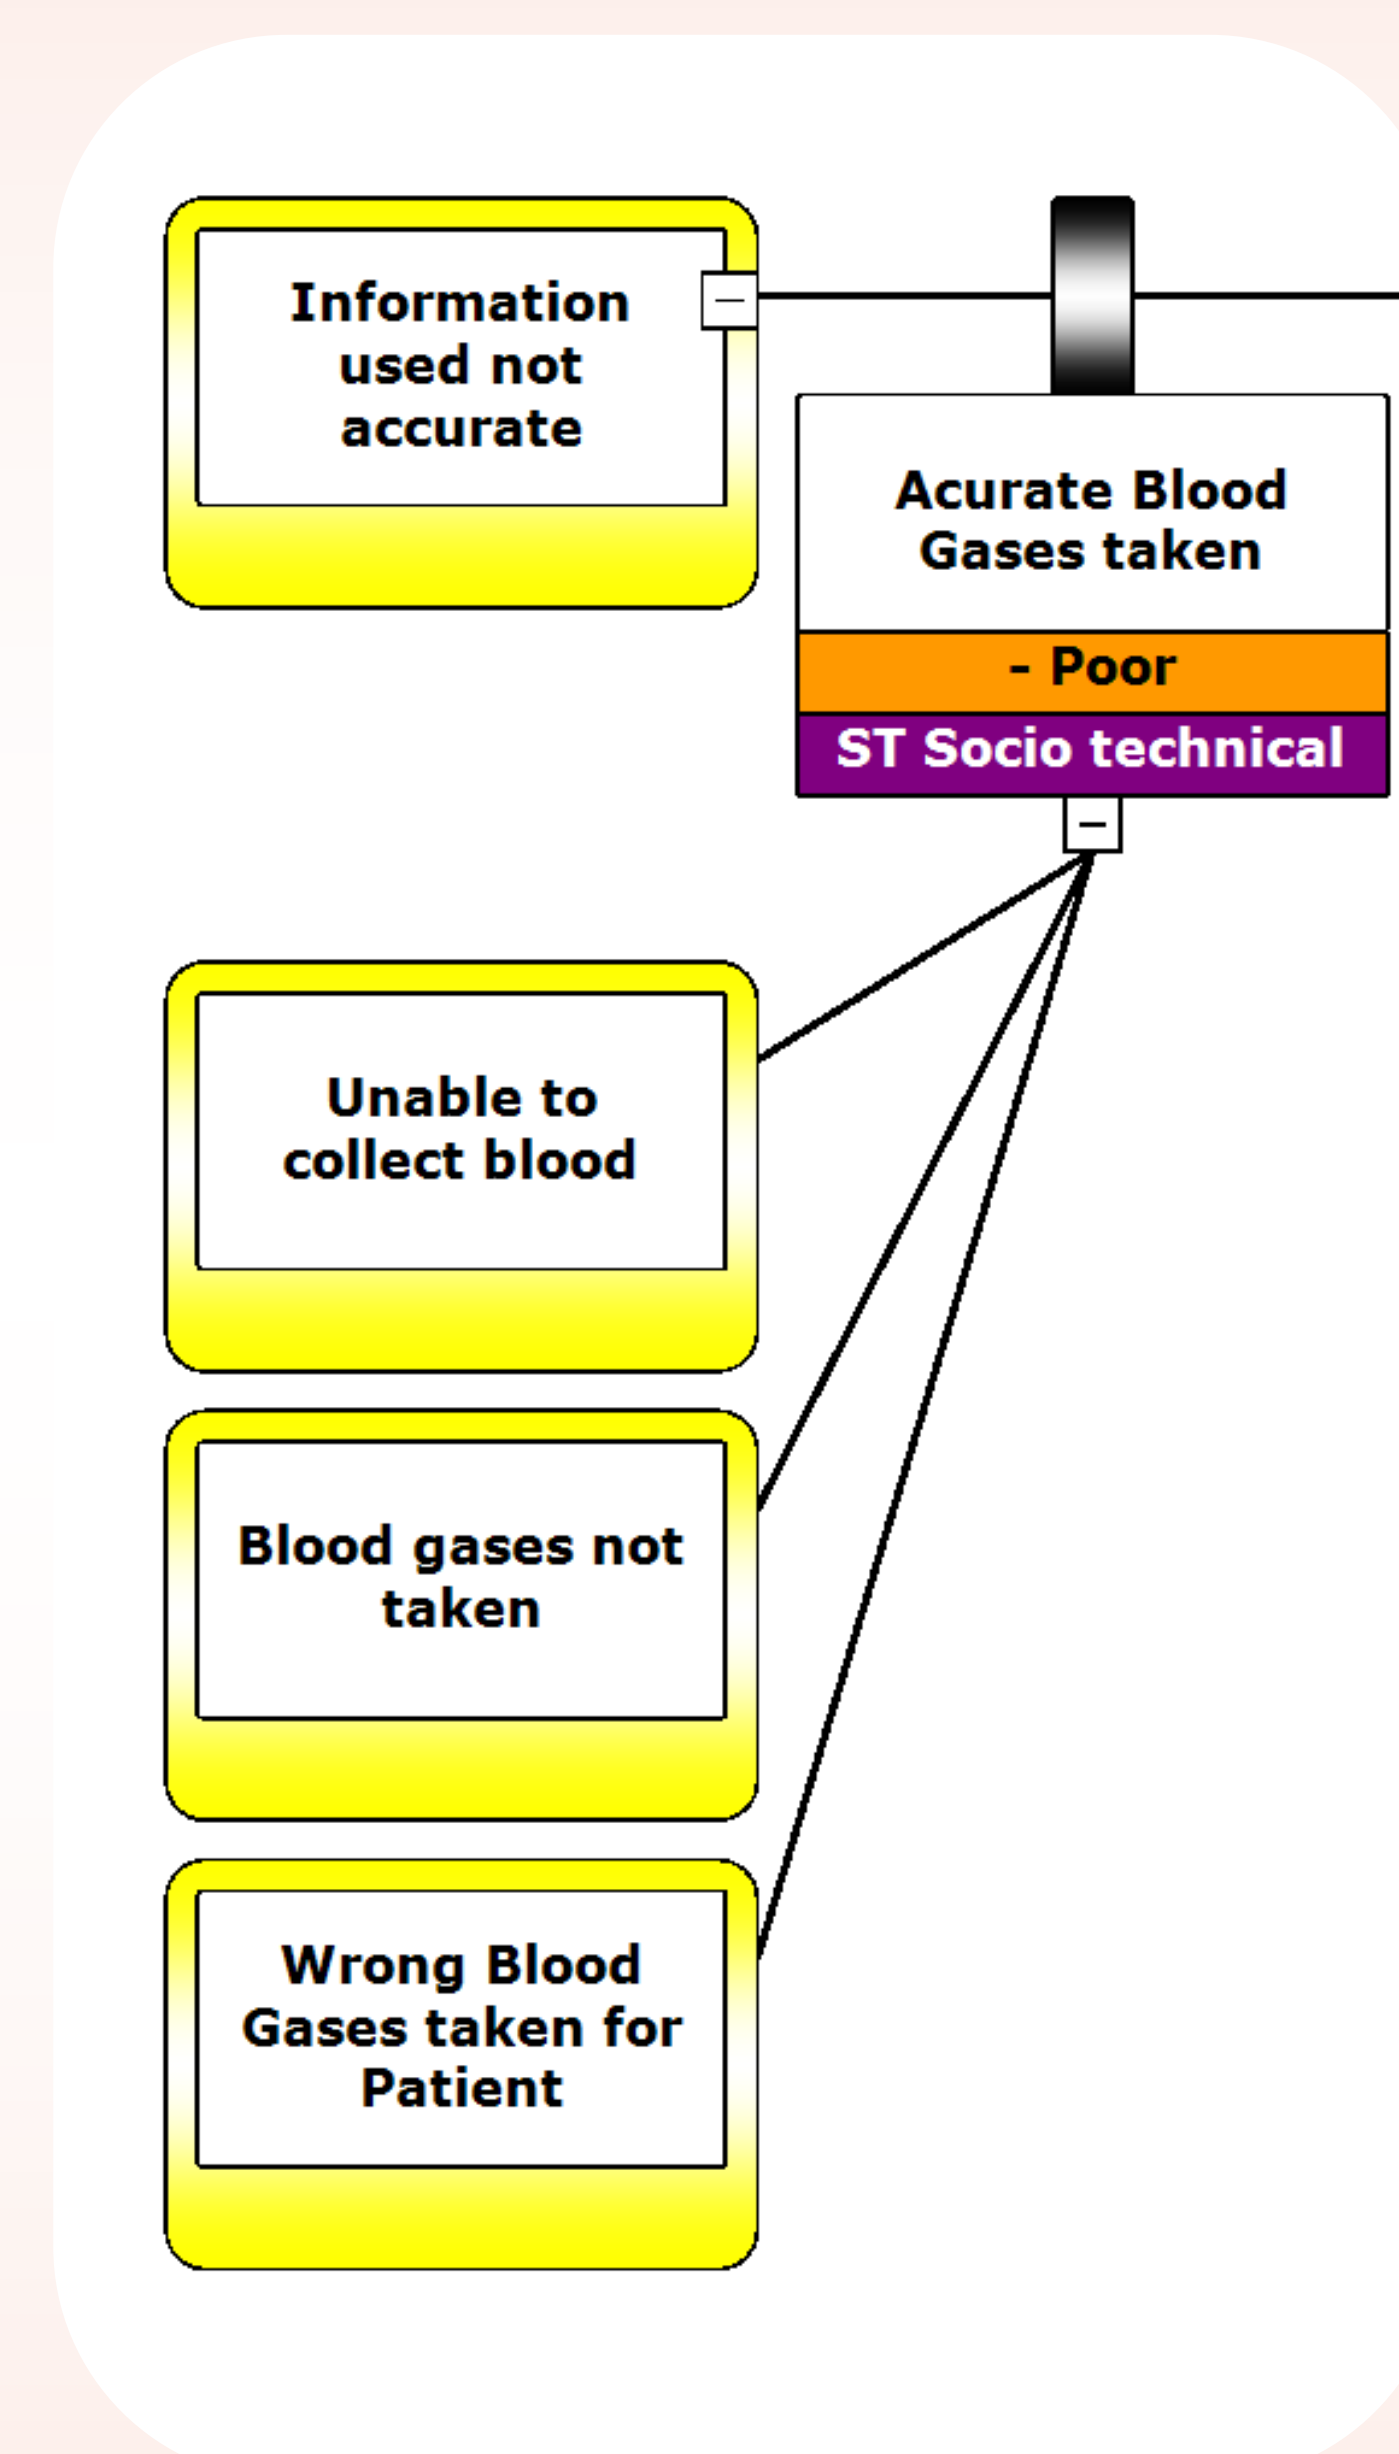 Information
used not
accurate
Acurate Blood
Gases taken
- Poor
ST Socio technical
Unable to
collect blood
Blood gases not
taken
Wrong Blood
Gases taken for
Patient